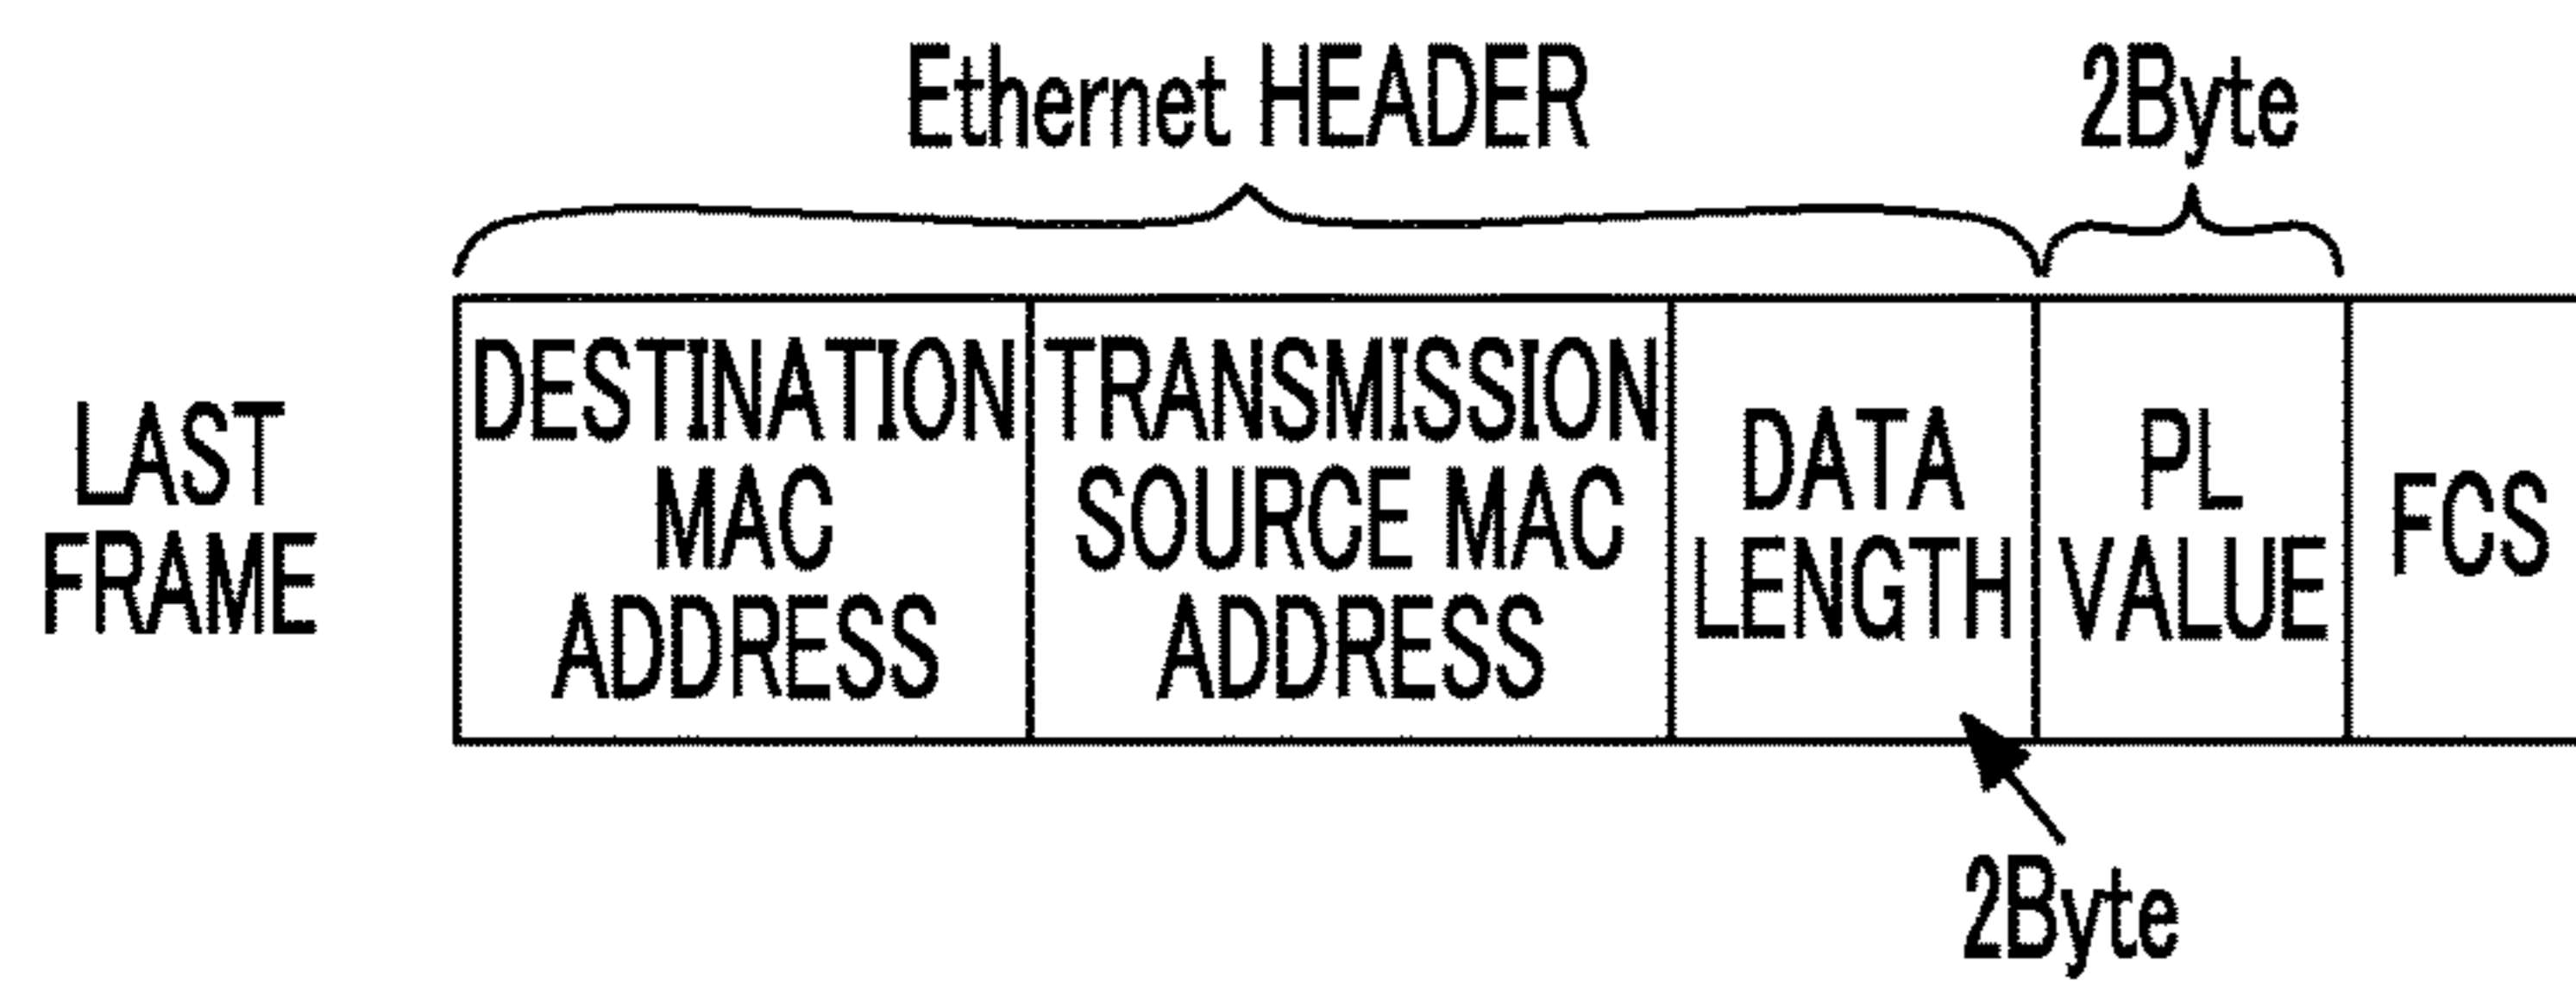 Ethernet HEADER
2Byte
LAST
FRAME
DESTINATION
MAC
ADDRESS
TRANSMISSION
SOURCE MAC
ADDRESS
DATA
LENGTH
PL
VALUE
FCS
2Byte